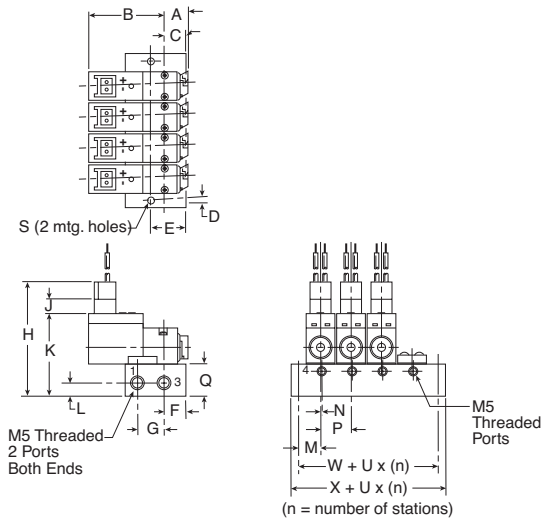 B
A
C
+
-
+
-
+
-
+
-
D
S (2 mtg. holes)
E
H
J
K
L
1
3
Q
F
G
M5 Threaded
2 Ports
Both Ends
4
N
P
M
M5
Threaded
Ports
W + U x (n)
X + U x (n)
(n = number of stations)